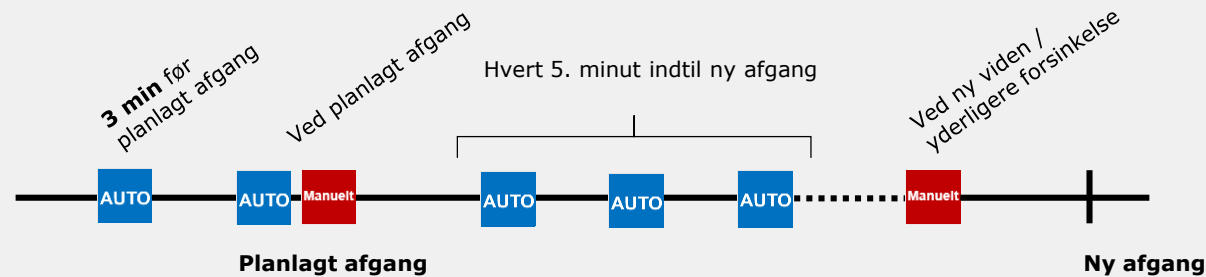 3 min før
planlagt afgang
Ved planlagt afgang
Hvert 5. minut indtil ny afgang
Ved ny viden /
yderligere forsinkelse
AUTO
AUTO
Manuelt
AUTO
AUTO
AUTO
Manuelt
Planlagt afgang
Ny afgang